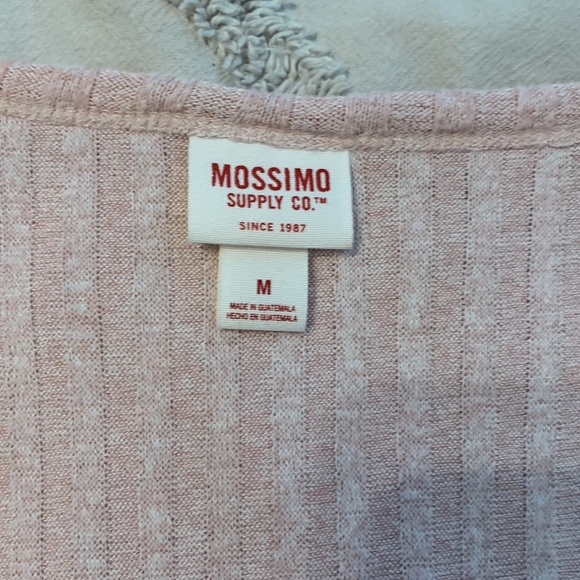 MOSSIMO
SUPPLY CO.™
SINCE 1987
M
MADE IN GUATEMALA
HECHO EN GUATEMALA